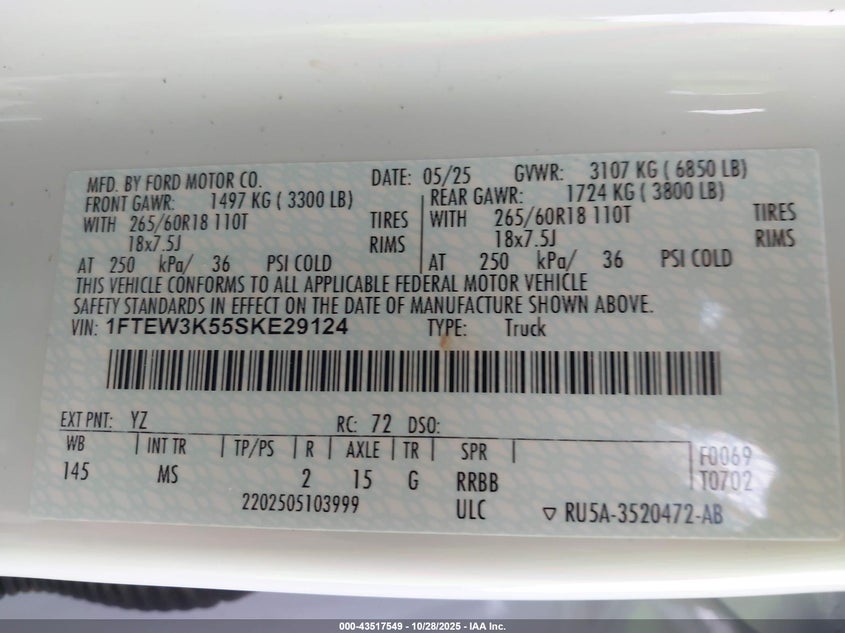 MFD. BY FORD MOTOR CO. DATE: 05/25 GVWR: 3107 KG ( 6850 LB)
FRONT GAWR: 1497 KG ( 3300 LB) REAR GAWR: 1724 KG ( 3800 LB)
WITH 265/60R18 110T TIRES WITH 265/60R18 110T TIRES
18x7.5J RIMS 18x7.5J RIMS
AT 250 kPa/ 36 PSI COLD AT 250 kPa/ 36 PSI COLD
THIS VEHICLE CONFORMS TO ALL APPLICABLE FEDERAL MOTOR VEHICLE
SAFETY STANDARDS IN EFFECT ON THE DATE OF MANUFACTURE SHOWN ABOVE.
VIN: 1FTEW3K55SKE29124 TYPE: Truck
EXT PNT: YZ RC: 72 DSO:
WB INT TR TP/PS R AXLE TR SPR F0069
145 MS 2 15 G RRBB T0702
2202505103999 ULC ▽ RU5A-3520472-AB
000-43517549 | 10/28/2025 | IAA Inc.